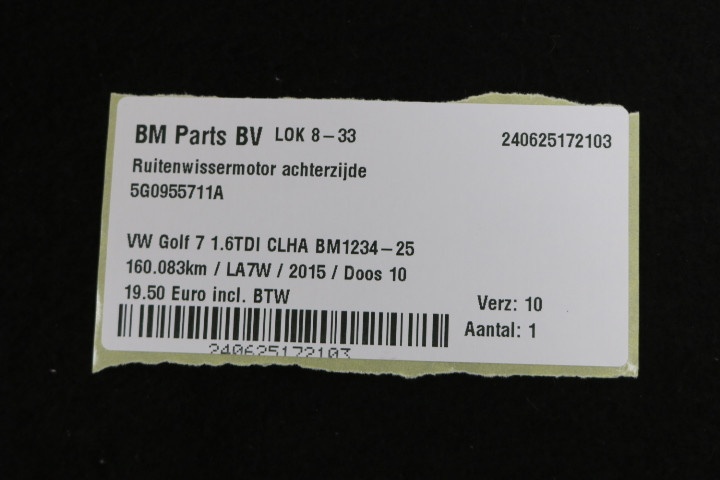 BM Parts BV LOK 8-33 240625172103
Ruitenwissermotor achterzijde
5G0955711A
VW Golf 7 1.6TDI CLHA BM1234-25
160.083km / LA7W / 2015 / Doos 10
19.50 Euro incl. BTW Verz: 10
Aantal: 1
240625172103